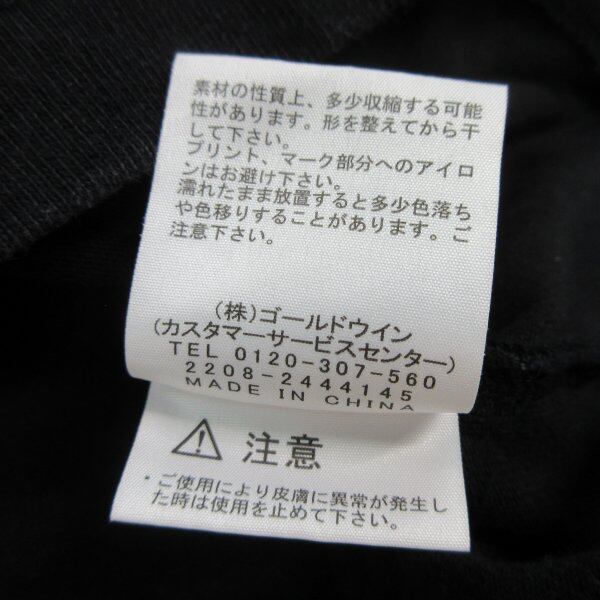 素材の性質上、多少収縮する可能
性があります。形を整えてから干
して下さい。
プリント、マーク部分へのアイロ
ンはお避け下さい。
濡れたまま放置すると多少色落ち
や色移りすることがあります。ご
注意下さい。
(株)ゴールドウイン
(カスタマーサービスセンター)
TEL 0120-307-560
2208-2444145
MADE IN CHINA
注意
*ご使用により皮膚に異常が発生し
た時は使用を止めて下さい。